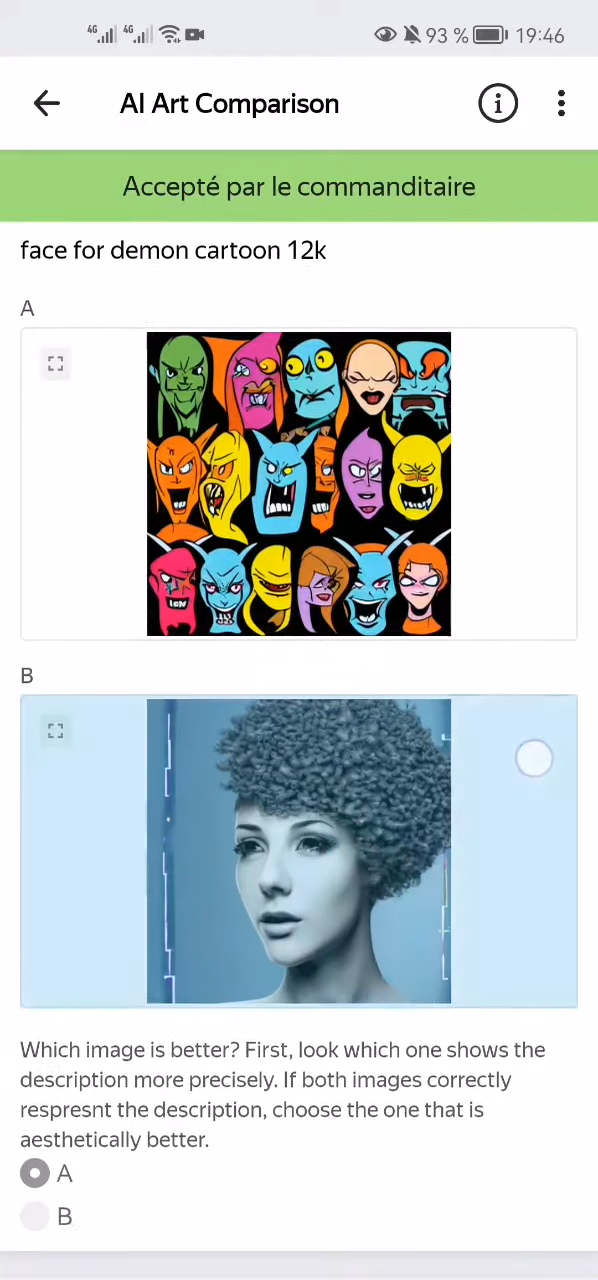 4G 4G 93 % 19:46
AI Art Comparison
Accepté par le commanditaire
face for demon cartoon 12k
A
B
Which image is better? First, look which one shows the
description more precisely. If both images correctly
respresnt the description, choose the one that is
aesthetically better.
A
B